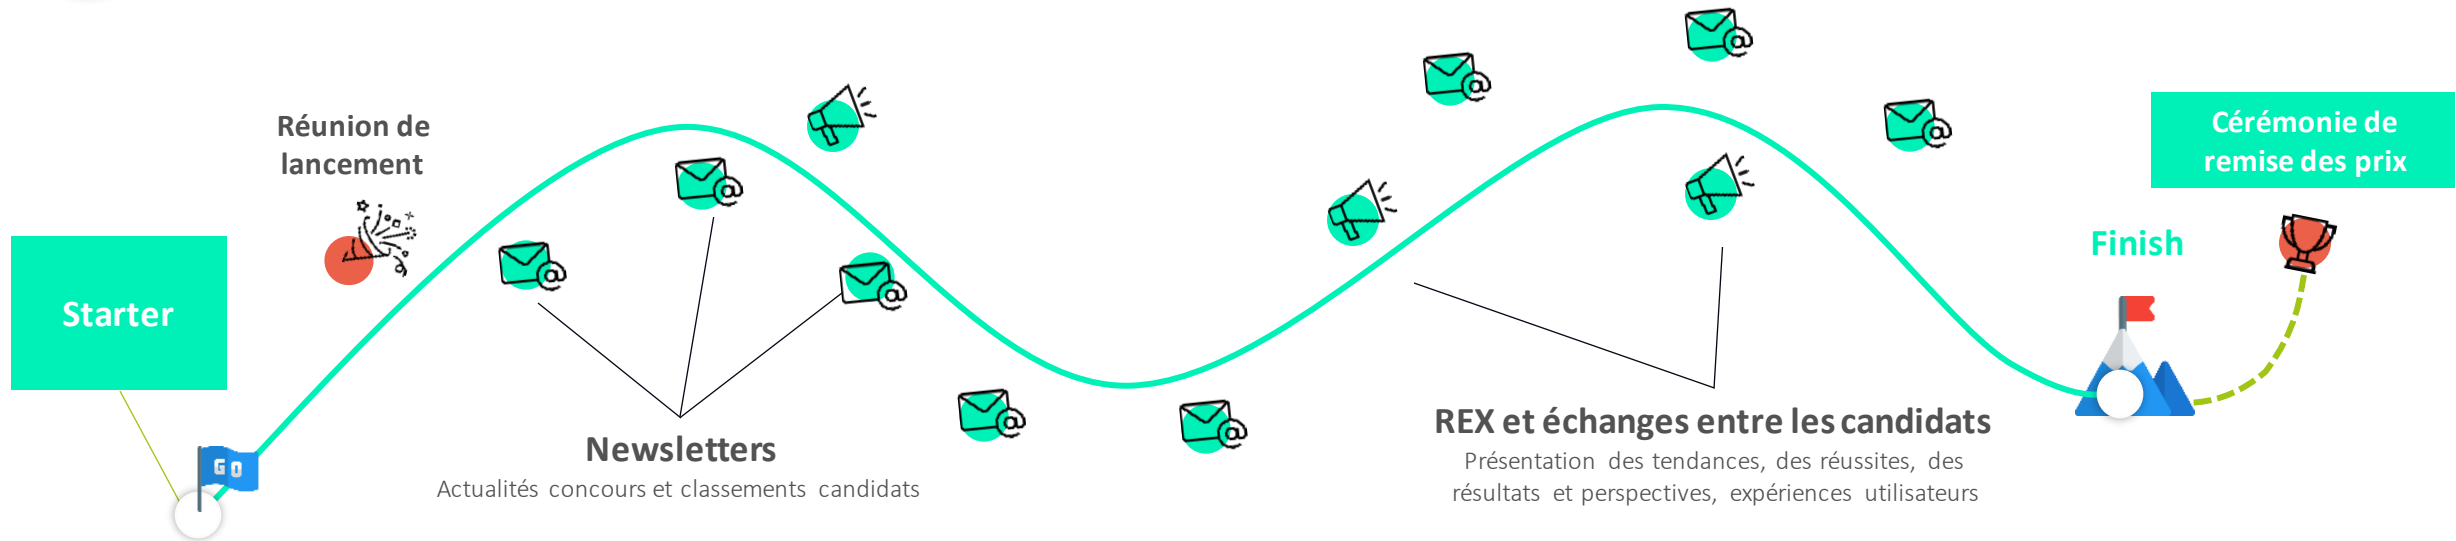 Réunion de
lancement
Starter
GO
Newsletters
Actualités concours et classements candidats
REX et échanges entre les candidats
Présentation des tendances, des réussites, des
résultats et perspectives, expériences utilisateurs
Finish
Cérémonie de
remise des prix